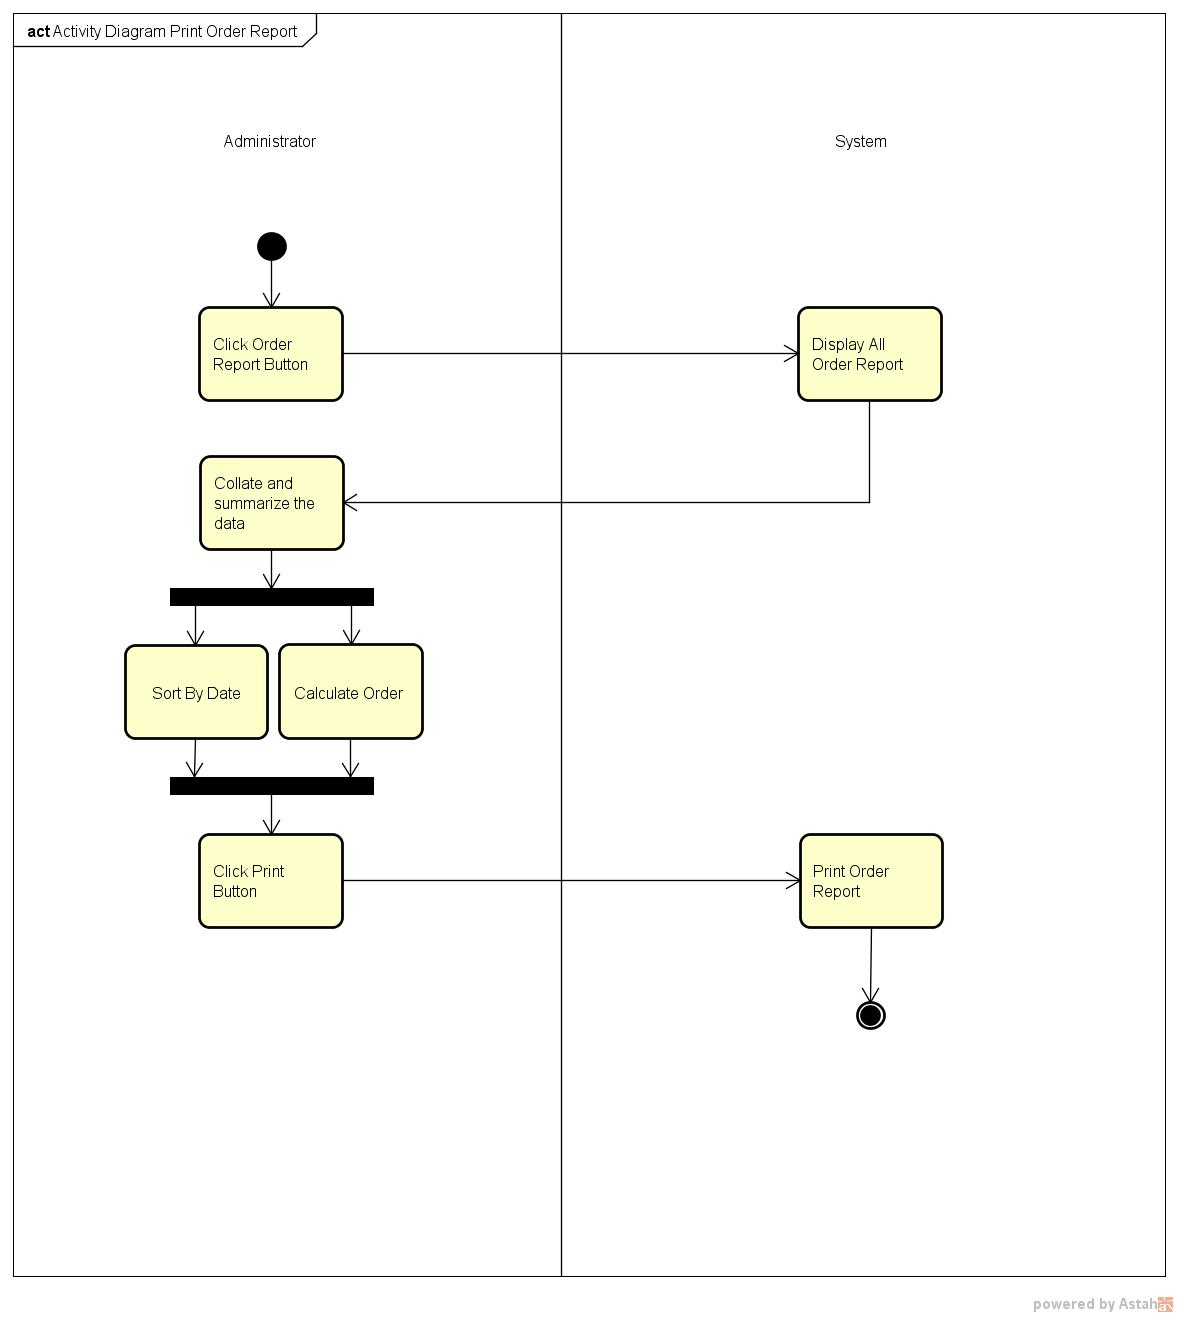 act Activity Diagram Print Order Report
Administrator
System
Click Order
Report Button
Display All
Order Report
Collate and
summarize the
data
Sort By Date
Calculate Order
Click Print
Button
Print Order
Report
powered by Astah